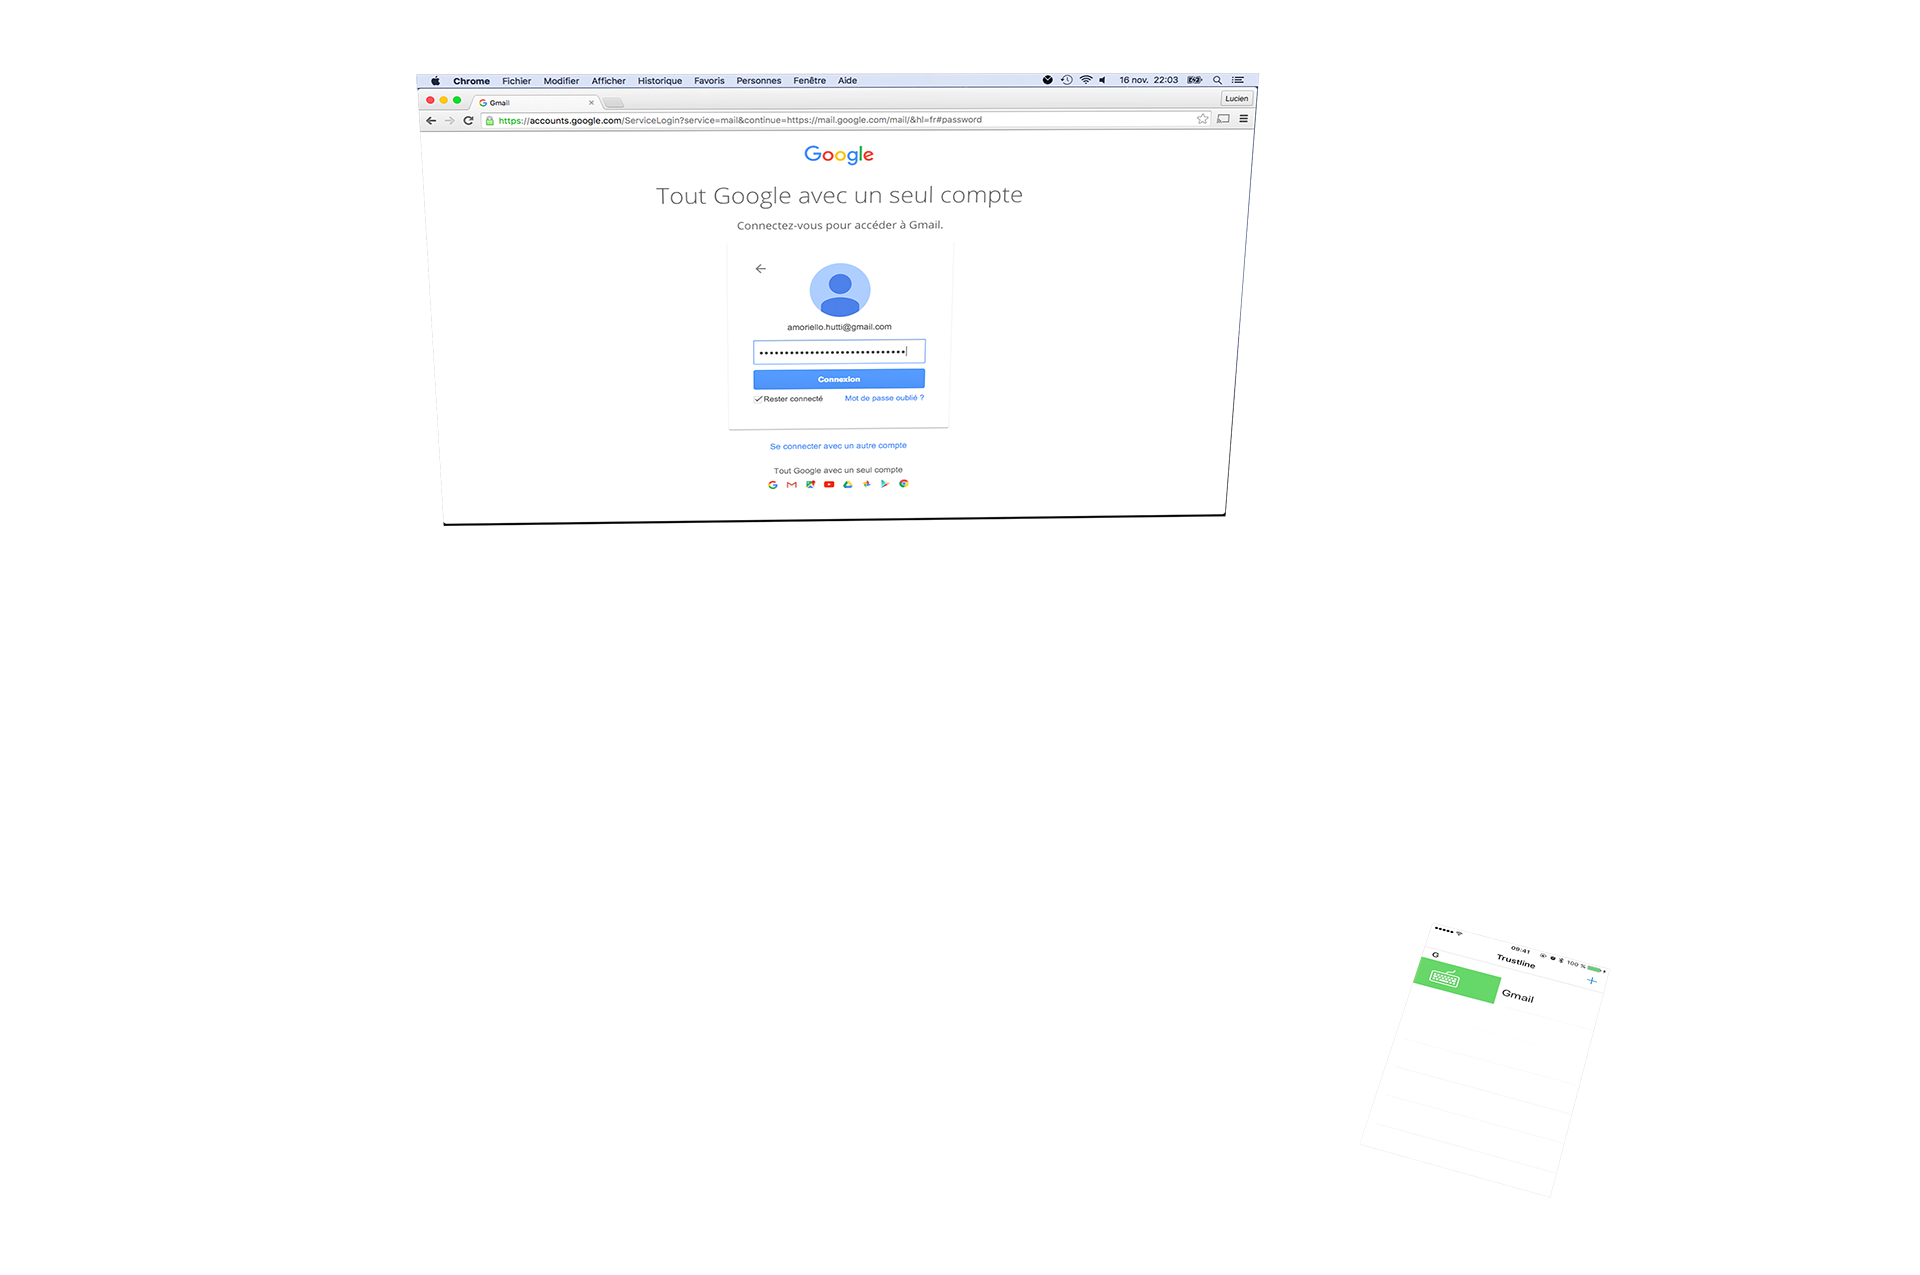 Chrome Fichier Modifier Afficher Historique Favoris Personnes Fenêtre Aide 16 nov. 22:03
Gmail Lucien
https://accounts.google.com/ServiceLogin?service=mail&continue=https://mail.google.com/mail/&hl=fr#password
Google
Tout Google avec un seul compte
Connectez-vous pour accéder à Gmail.
amoriello.hutti@gmail.com
Connexion
Rester connecté Mot de passe oublié ?
Se connecter avec un autre compte
Tout Google avec un seul compte
09:41 100 %
Trustline
G
Gmail